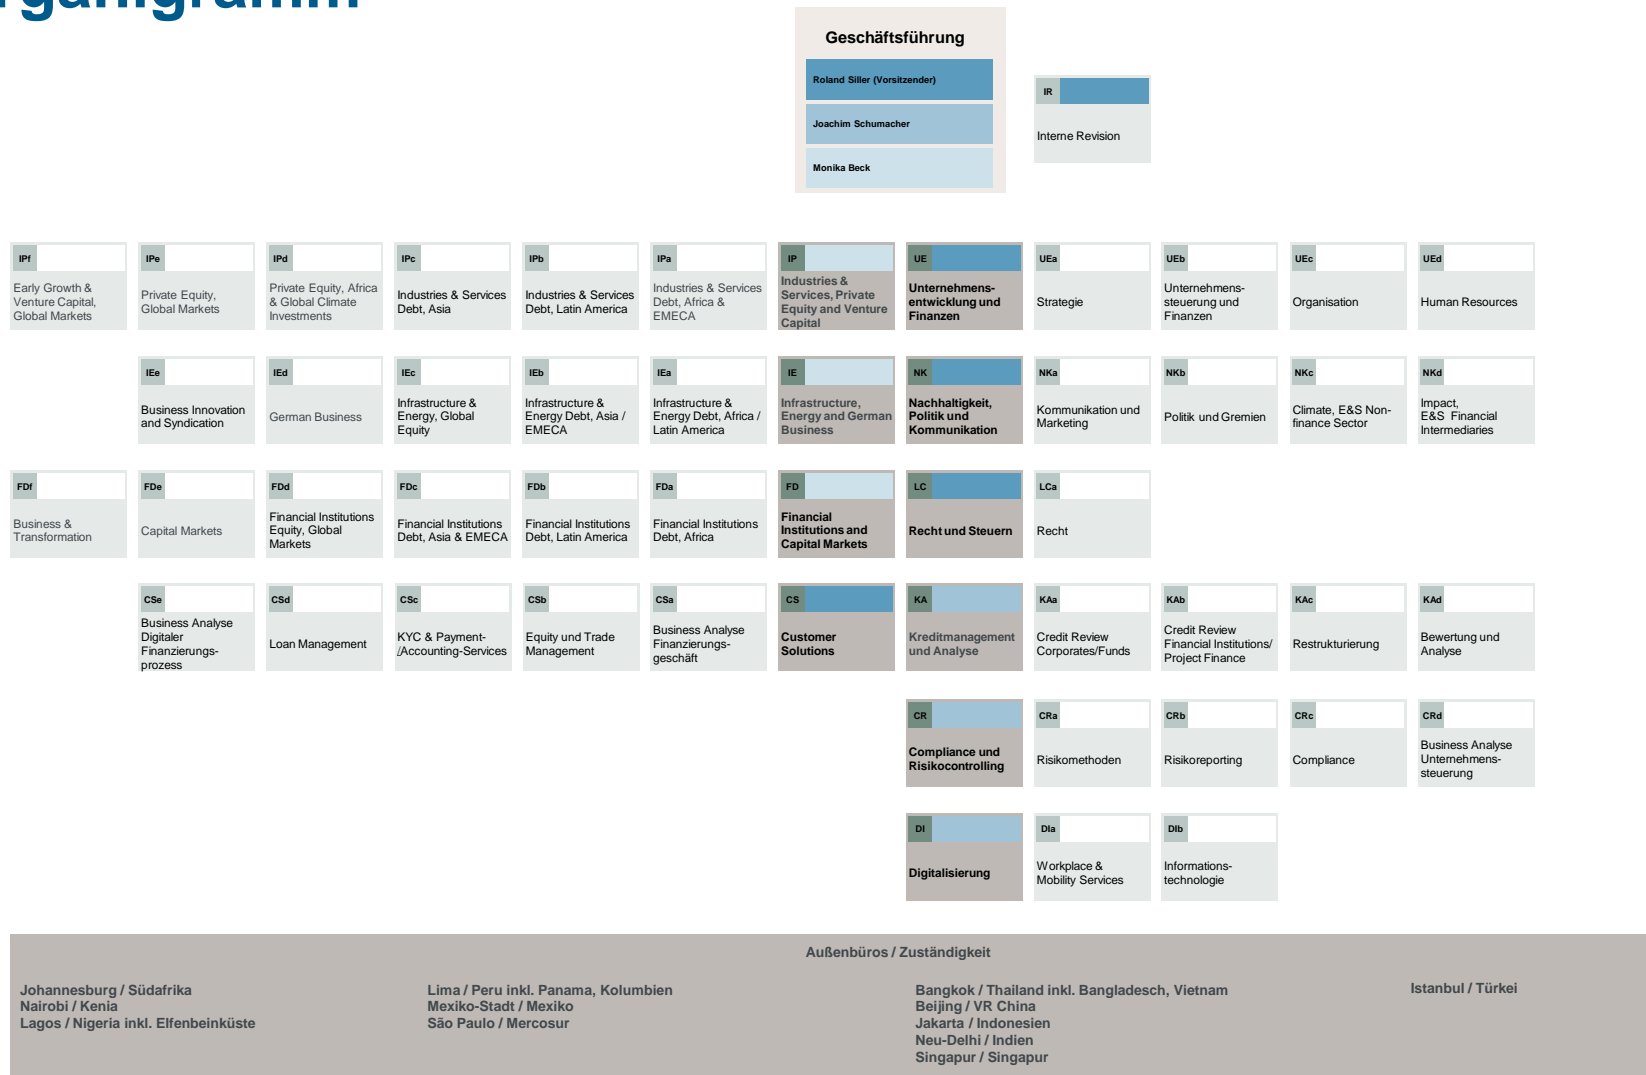 Geschäftsführung
Roland Siller (Vorsitzender)
Joachim Schumacher
Monika Beck
IR
Interne Revision
IPf
Early Growth &
Venture Capital,
Global Markets
IPe
Private Equity,
Global Markets
IPd
Private Equity, Africa
& Global Climate
Investments
IPc
Industries & Services
Debt, Asia
IPb
Industries & Services
Debt, Latin America
IPa
Industries & Services
Debt, Africa &
EMECA
IP
Industries &
Services, Private
Equity and Venture
Capital
UE
Unternehmens-
entwicklung und
Finanzen
UEa
Strategie
UEb
Unternehmens-
steuerung und
Finanzen
UEc
Organisation
UEd
Human Resources
IEe
Business Innovation
and Syndication
IEd
German Business
IEc
Infrastructure &
Energy, Global
Equity
IEb
Infrastructure &
Energy Debt, Asia /
EMECA
IEa
Infrastructure &
Energy Debt, Africa /
Latin America
IE
Infrastructure,
Energy and German
Business
NK
Nachhaltigkeit,
Politik und
Kommunikation
NKa
Kommunikation und
Marketing
NKb
Politik und Gremien
NKc
Climate, E&S Non-
finance Sector
NKd
Impact,
E&S Financial
Intermediaries
FDf
Business &
Transformation
FDe
Capital Markets
FDd
Financial Institutions
Equity, Global
Markets
FDc
Financial Institutions
Debt, Asia & EMECA
FDb
Financial Institutions
Debt, Latin America
FDa
Financial Institutions
Debt, Africa
FD
Financial
Institutions and
Capital Markets
LC
Recht und Steuern
LCa
Recht
CSe
Business Analyse
Digitaler
Finanzierungs-
prozess
CSd
Loan Management
CSc
KYC & Payment-
/Accounting-Services
CSb
Equity und Trade
Management
CSa
Business Analyse
Finanzierungs-
geschäft
CS
Customer
Solutions
KA
Kreditmanagement
und Analyse
KAa
Credit Review
Corporates/Funds
KAb
Credit Review
Financial Institutions/
Project Finance
KAc
Restrukturierung
KAd
Bewertung und
Analyse
CR
Compliance und
Risikocontrolling
CRa
Risikomethoden
CRb
Risikoreporting
CRc
Compliance
CRd
Business Analyse
Unternehmens-
steuerung
DI
Digitalisierung
DIa
Workplace &
Mobility Services
DIb
Informations-
technologie
Außenbüros / Zuständigkeit
Johannesburg / Südafrika
Nairobi / Kenia
Lagos / Nigeria inkl. Elfenbeinküste
Lima / Peru inkl. Panama, Kolumbien
Mexiko-Stadt / Mexiko
São Paulo / Mercosur
Bangkok / Thailand inkl. Bangladesch, Vietnam
Beijing / VR China
Jakarta / Indonesien
Neu-Delhi / Indien
Singapur / Singapur
Istanbul / Türkei